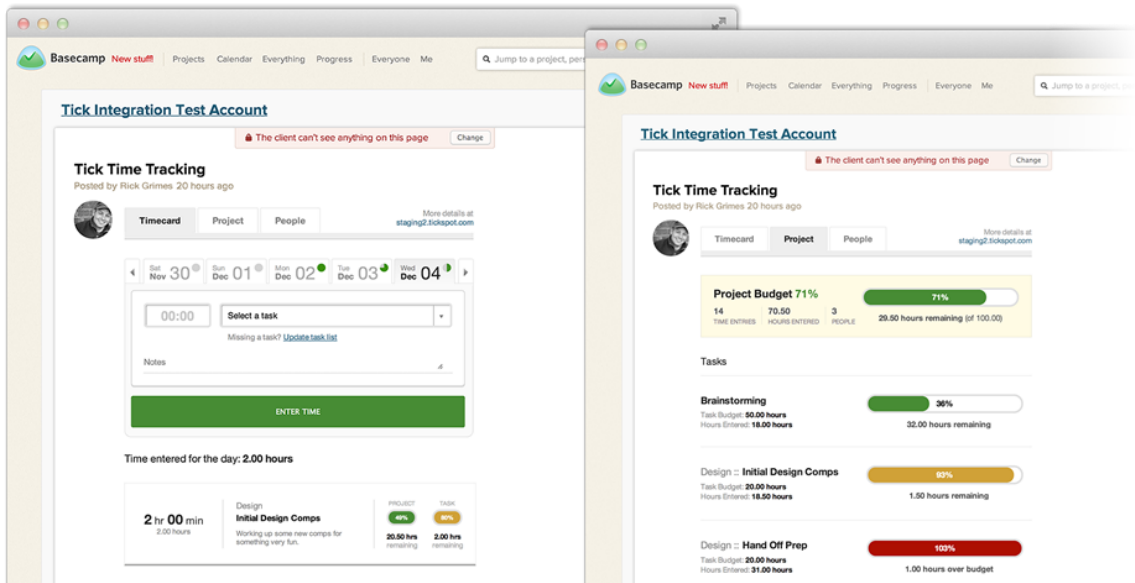 Basecamp New stuff! Projects Calendar Everything Progress Everyone Me Jump to a project, pers
Tick Integration Test Account
The client can't see anything on this page Change
Tick Time Tracking
Posted by Rick Grimes 20 hours ago
Timecard Project People
More details at
staging2.tickspot.com
Sat Nov 30 Sun Dec 01 Mon Dec 02 Tue Dec 03 Wed Dec 04
00:00 Select a task
Missing a task? Update task list
Notes
ENTER TIME
Time entered for the day: 2.00 hours
2 hr 00 min
2.00 hours
Design
Initial Design Comps
Working up some new comps for
something very fun.
PROJECT TASK
49% 90%
20.50 hrs 2.00 hrs
remaining remaining
Basecamp New stuff! Projects Calendar Everything Progress Everyone Me Jump to a project,
Tick Integration Test Account
The client can't see anything on this page Change
Tick Time Tracking
Posted by Rick Grimes 20 hours ago
Timecard Project People
More details at
staging2.tickspot.com
Project Budget 71%
14 70.50 3
TIME ENTRIES HOURS ENTERED PEOPLE
71%
29.50 hours remaining (of 100.00)
Tasks
Brainstorming
Task Budget: 50.00 hours
Hours Entered: 18.00 hours
36%
32.00 hours remaining
Design :: Initial Design Comps
Task Budget: 20.00 hours
Hours Entered: 18.50 hours
93%
1.50 hours remaining
Design :: Hand Off Prep
Task Budget: 20.00 hours
Hours Entered: 31.00 hours
103%
1.00 hours over budget